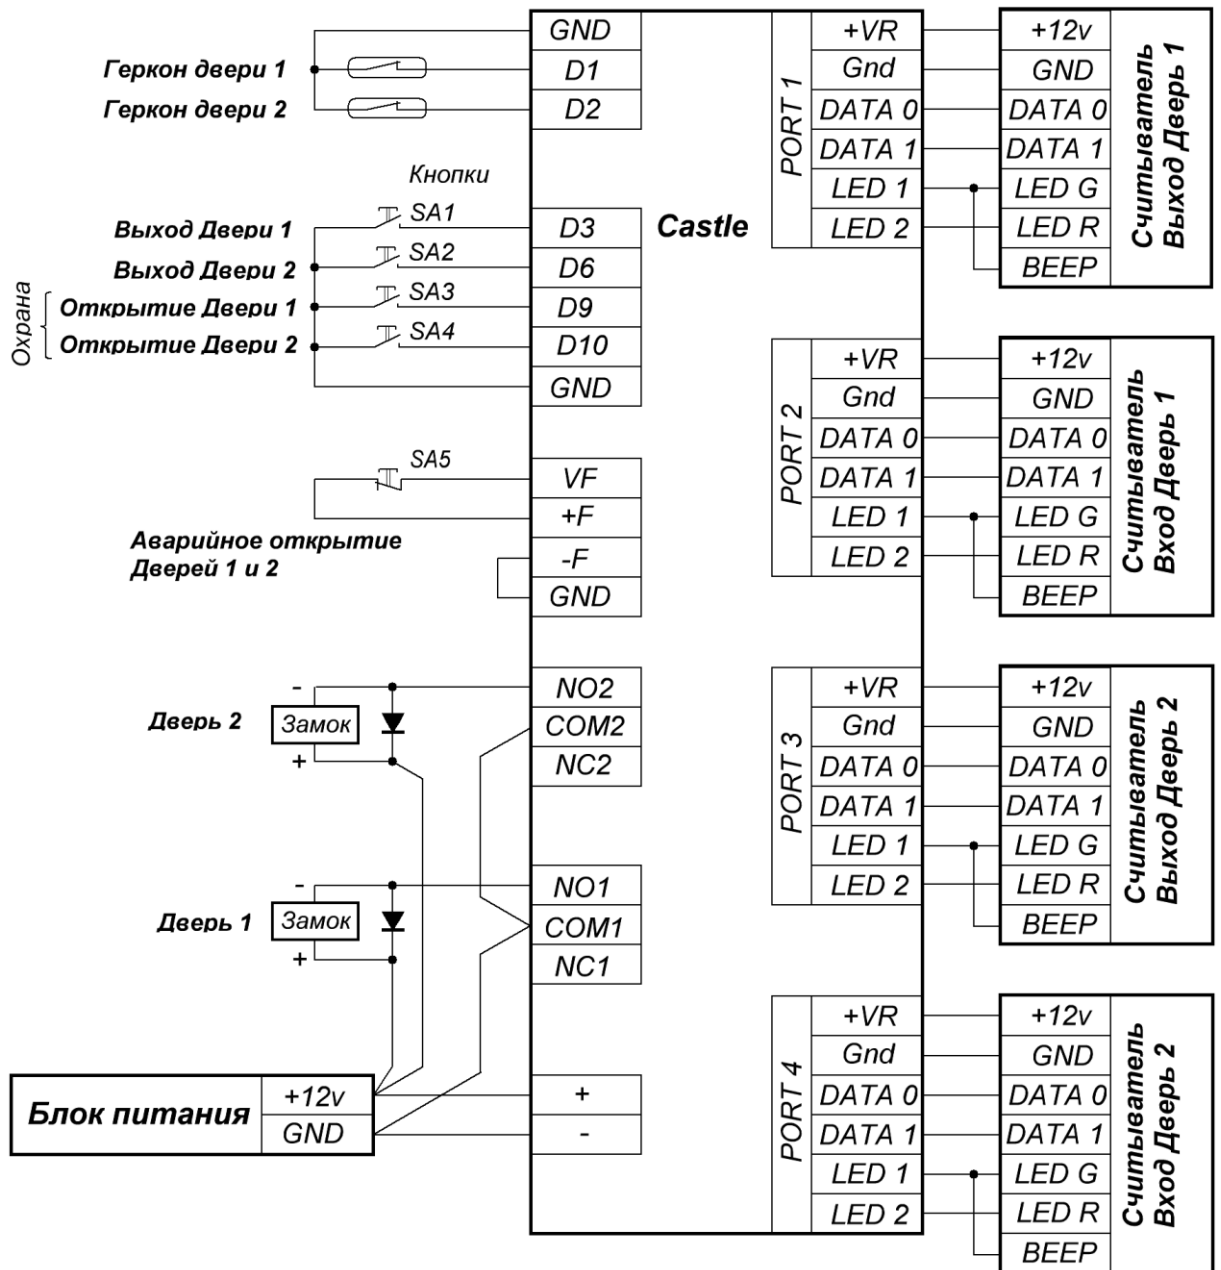 GND
Геркон двери 1
D1
Геркон двери 2
D2
Кнопки
Выход Двери 1
SA1
D3
Выход Двери 2
SA2
D6
Охрана
Открытие Двери 1
SA3
D9
Открытие Двери 2
SA4
D10
GND
SA5
VF
+F
Аварийное открытие
Дверей 1 и 2
-F
GND
-
NO2
Дверь 2
Замок
COM2
+
NC2
-
NO1
Дверь 1
Замок
COM1
+
NC1
Блок питания
+12v
GND
+
-
Castle
PORT 1
+VR
Gnd
DATA 0
DATA 1
LED 1
LED 2
+12v
GND
DATA 0
DATA 1
LED G
LED R
BEEP
Считыватель
Выход Дверь 1
PORT 2
+VR
Gnd
DATA 0
DATA 1
LED 1
LED 2
+12v
GND
DATA 0
DATA 1
LED G
LED R
BEEP
Считыватель
Вход Дверь 1
PORT 3
+VR
Gnd
DATA 0
DATA 1
LED 1
LED 2
+12v
GND
DATA 0
DATA 1
LED G
LED R
BEEP
Считыватель
Выход Дверь 2
PORT 4
+VR
Gnd
DATA 0
DATA 1
LED 1
LED 2
+12v
GND
DATA 0
DATA 1
LED G
LED R
BEEP
Считыватель
Вход Дверь 2